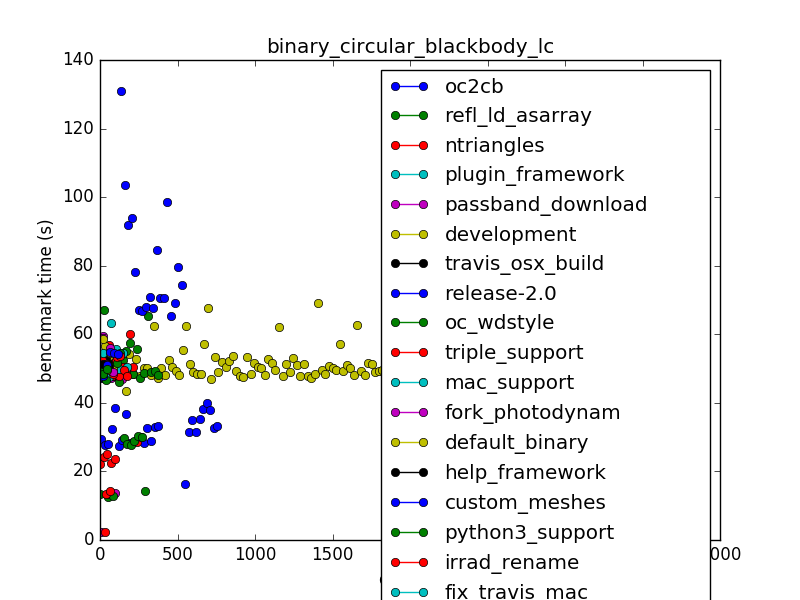 binary_circular_blackbody_lc
140
120
100
80
60
40
20
0
benchmark time (s)
0
500
1000
1500
000
oc2cb
refl_ld_asarray
ntriangles
plugin_framework
passband_download
development
travis_osx_build
release-2.0
oc_wdstyle
triple_support
mac_support
fork_photodynam
default_binary
help_framework
custom_meshes
python3_support
irrad_rename
fix_travis_mac